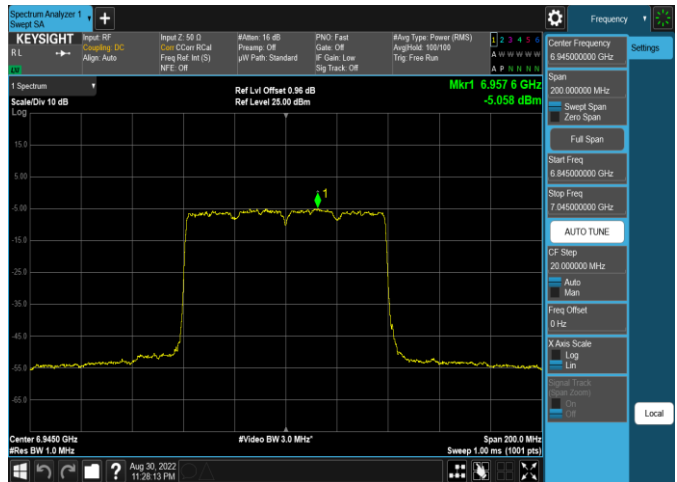 Spectrum Analyzer 1
Swept SA
+
Frequency
KEYSIGHT
RL
LV
Input: RF
Coupling: DC
Align: Auto
Input Z: 50 Ω
Corr CCorr RCal
Freq Ref: Int (S)
NFE: Off
#Atten: 16 dB
Preamp: Off
µW Path: Standard
PNO: Fast
Gate: Off
IF Gain: Low
Sig Track: Off
#Avg Type: Power (RMS)
Avg|Hold: 100/100
Trig: Free Run
1 2 3 4 5 6
A W W W W W
A P N N N N
1 Spectrum
Scale/Div 10 dB
Log
Ref Lvl Offset 0.96 dB
Ref Level 25.00 dBm
Mkr1 6.957 6 GHz
-5.058 dBm
15.0
5.00
-5.00
-15.0
-25.0
-35.0
-45.0
-55.0
-65.0
1
Center 6.9450 GHz
#Res BW 1.0 MHz
#Video BW 3.0 MHz*
Span 200.0 MHz
Sweep 1.00 ms (1001 pts)
Center Frequency
6.945000000 GHz
Span
200.000000 MHz
Swept Span
Zero Span
Full Span
Start Freq
6.845000000 GHz
Stop Freq
7.045000000 GHz
AUTO TUNE
CF Step
20.000000 MHz
Auto
Man
Freq Offset
0 Hz
X Axis Scale
Log
Lin
Signal Track
(Span Zoom)
On
Off
Settings
Local
?
Aug 30, 2022
11:28:13 PM